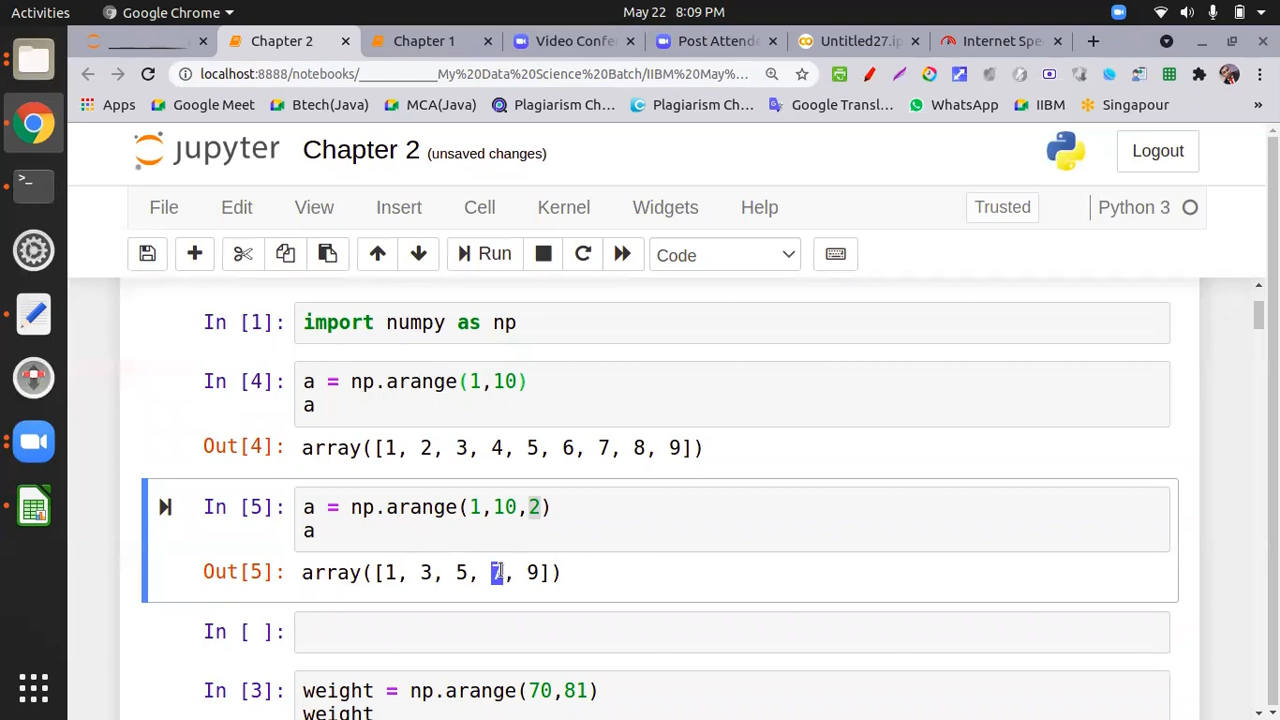 Activities
Google Chrome
May 22 8:09 PM
Chapter 2
Chapter 1
Video Confe
Post Attende
Untitled27.ip
Internet Spe
localhost:8888/notebooks/__________My%20Data%20Science%20Batch/IIBM%20May%...
Apps
Google Meet
Btech(Java)
MCA(Java)
Plagiarism Ch...
Plagiarism Ch...
Google Transl...
WhatsApp
IIBM
Singapour
»
jupyter
Chapter 2 (unsaved changes)
Logout
File
Edit
View
Insert
Cell
Kernel
Widgets
Help
Trusted
Python 3
Run
Code
In [1]: import numpy as np
In [4]: a = np.arange(1,10)
a
Out[4]: array([1, 2, 3, 4, 5, 6, 7, 8, 9])
In [5]: a = np.arange(1,10,2)
a
Out[5]: array([1, 3, 5, 7, 9])
In [ ]:
In [3]: weight = np.arange(70,81)
weight